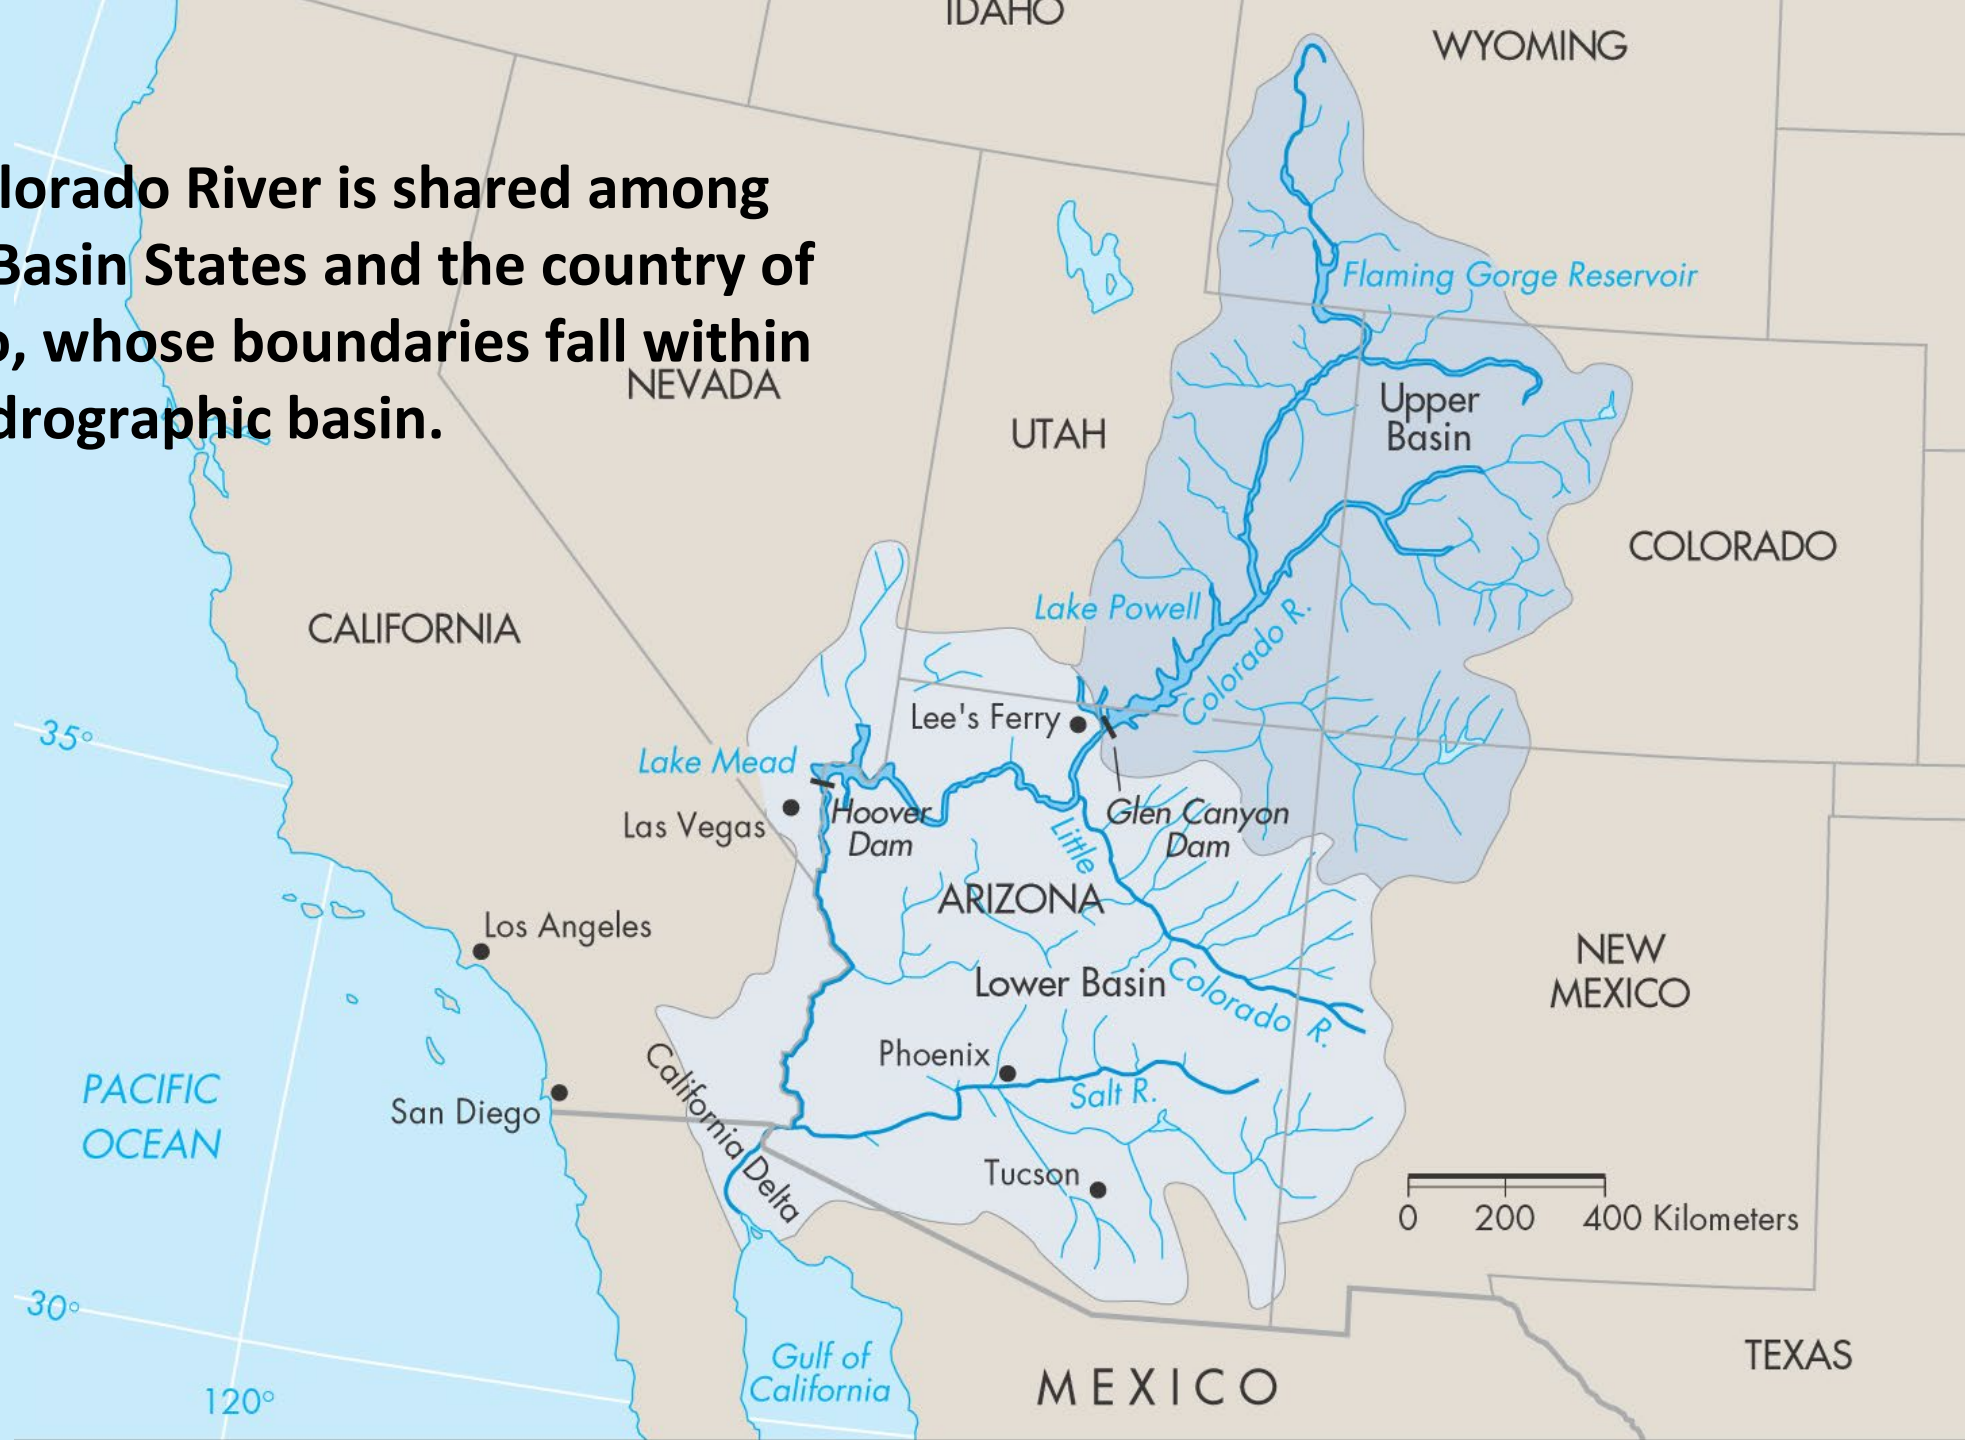 IDAHO
WYOMING
lorado River is shared among
Basin States and the country of
o, whose boundaries fall within
drographic basin.
NEVADA
UTAH
Flaming Gorge Reservoir
Upper
Basin
COLORADO
CALIFORNIA
Lake Powell
Colorado R.
Lee's Ferry
35°
Lake Mead
Las Vegas
Hoover
Dam
Glen Canyon
Dam
Little
Colorado R.
ARIZONA
Los Angeles
Lower Basin
NEW
MEXICO
Phoenix
Salt R.
PACIFIC
OCEAN
San Diego
California Delta
Tucson
0 200 400 Kilometers
30°
120°
Gulf of
California
MEXICO
TEXAS